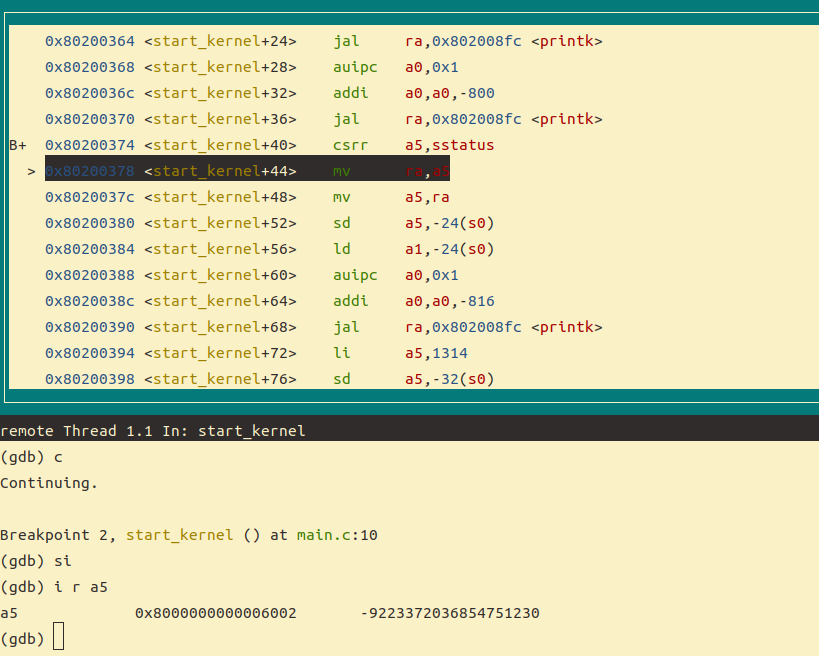 0x80200364 <start_kernel+24> jal ra,0x802008fc <printk>
0x80200368 <start_kernel+28> auipc a0,0x1
0x8020036c <start_kernel+32> addi a0,a0,-800
0x80200370 <start_kernel+36> jal ra,0x802008fc <printk>
B+ 0x80200374 <start_kernel+40> csrr a5,sstatus
> 0x80200378 <start_kernel+44> mv ra,a5
0x8020037c <start_kernel+48> mv a5,ra
0x80200380 <start_kernel+52> sd a5,-24(s0)
0x80200384 <start_kernel+56> ld a1,-24(s0)
0x80200388 <start_kernel+60> auipc a0,0x1
0x8020038c <start_kernel+64> addi a0,a0,-816
0x80200390 <start_kernel+68> jal ra,0x802008fc <printk>
0x80200394 <start_kernel+72> li a5,1314
0x80200398 <start_kernel+76> sd a5,-32(s0)
remote Thread 1.1 In: start_kernel
(gdb) c
Continuing.
Breakpoint 2, start_kernel () at main.c:10
(gdb) si
(gdb) i r a5
a5 0x8000000000006002 -9223372036854751230
(gdb)